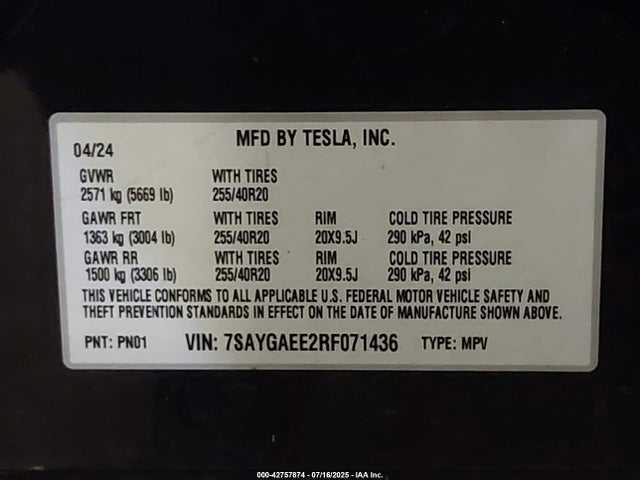 04/24 MFD BY TESLA, INC.
GVWR WITH TIRES
2571 kg (5669 lb) 255/40R20
GAWR FRT WITH TIRES RIM COLD TIRE PRESSURE
1363 kg (3004 lb) 255/40R20 20X9.5J 290 kPa, 42 psi
GAWR RR WITH TIRES RIM COLD TIRE PRESSURE
1500 kg (3306 lb) 255/40R20 20X9.5J 290 kPa, 42 psi
THIS VEHICLE CONFORMS TO ALL APPLICABLE U.S. FEDERAL MOTOR VEHICLE SAFETY AND
THEFT PREVENTION STANDARDS IN EFFECT ON THE DATE OF MANUFACTURE SHOWN ABOVE.
PNT: PN01 VIN: 7SAYGAEE2RF071436 TYPE: MPV
000-42757874 - 07/16/2025 - IAA Inc.